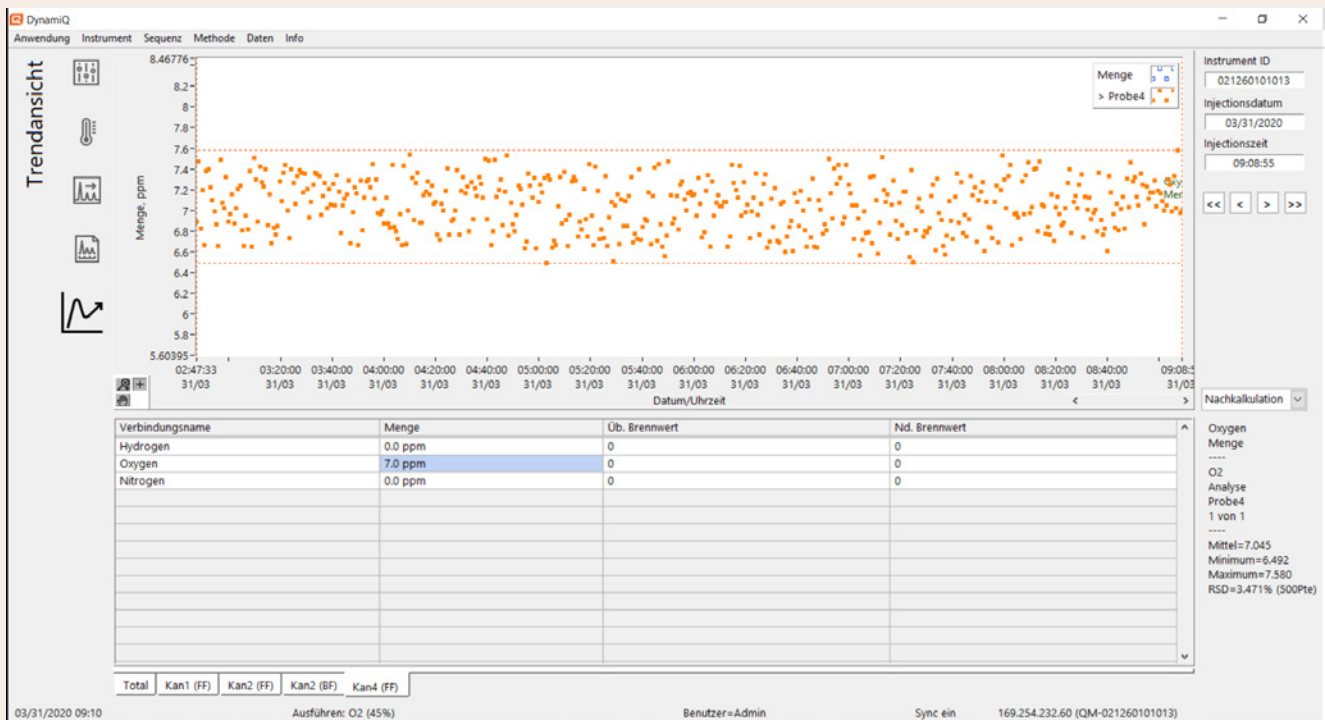 DynamiQ
Anwendung Instrument Sequenz Methode Daten Info
Trendansicht
8.46776
8.2
8
7.8
7.6
7.4
7.2
7
6.8
6.6
6.4
6.2
6
5.8
5.60395
Menge, ppm
Menge
> Probe4
Oxy
Men
02:47:33 03:20:00 03:40:00 04:00:00 04:20:00 04:40:00 05:00:00 05:20:00 05:40:00 06:00:00 06:20:00 06:40:00 07:00:00 07:20:00 07:40:00 08:00:00 08:20:00 08:40:00 09:08:5
31/03 31/03 31/03 31/03 31/03 31/03 31/03 31/03 31/03 31/03 31/03 31/03 31/03 31/03 31/03 31/03 31/03 31/03 31/03
Datum/Uhrzeit
Instrument ID
021260101013
Injectionsdatum
03/31/2020
Injectionszeit
09:08:55
<< < > >>
Nachkalkulation
Verbindungsname Menge Üb. Brennwert Nd. Brennwert
Hydrogen 0.0 ppm 0 0
Oxygen 7.0 ppm 0 0
Nitrogen 0.0 ppm 0 0
Oxygen
Menge
----
O2
Analyse
Probe4
1 von 1
----
Mittel=7.045
Minimum=6.492
Maximum=7.580
RSD=3.471% (500Pte)
Total Kan1 (FF) Kan2 (FF) Kan2 (BF) Kan4 (FF)
03/31/2020 09:10 Ausführen: O2 (45%) Benutzer=Admin Sync ein 169.254.232.60 (QM-021260101013)